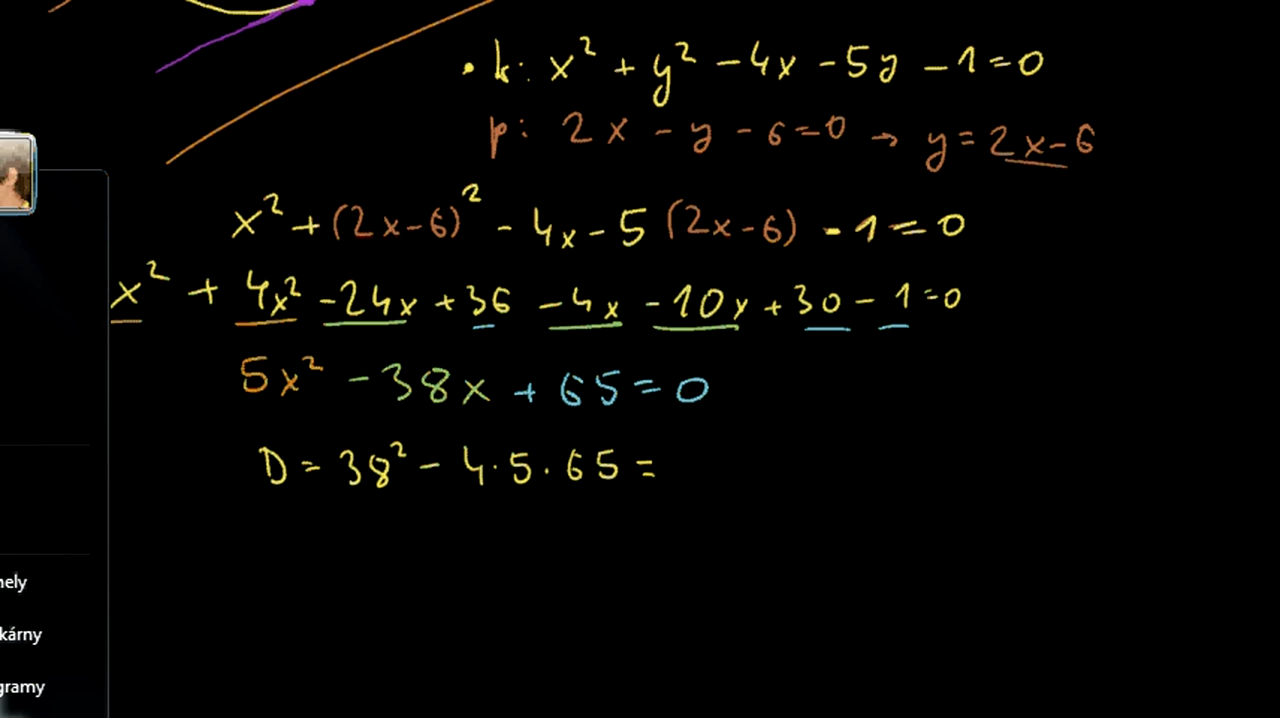 • k: x² + y² - 4x - 5y - 1 = 0
p: 2x - y - 6 = 0 → y = 2x - 6
x² + (2x - 6)² - 4x - 5 (2x - 6) - 1 = 0
x² + 4x² - 24x + 36 - 4x - 10x + 30 - 1 = 0
5x² - 38x + 65 = 0
D = 38² - 4 · 5 · 65 =
nely
kárny
gramy